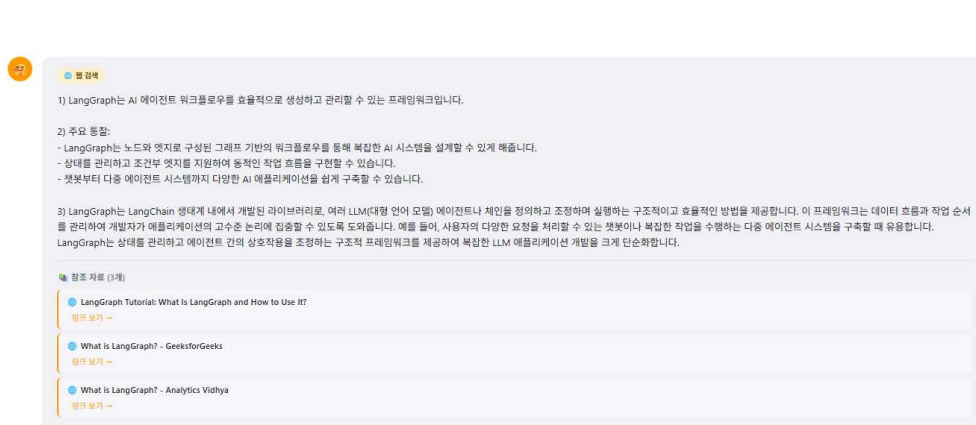 웹 검색
1) LangGraph는 AI 에이전트 워크플로우를 효율적으로 생성하고 관리할 수 있는 프레임워크입니다.
2) 주요 통찰:
- LangGraph는 노드와 엣지로 구성된 그래프 기반의 워크플로우를 통해 복잡한 AI 시스템을 설계할 수 있게 해줍니다.
- 상태를 관리하고 조건부 엣지를 지원하여 동적인 작업 흐름을 구현할 수 있습니다.
- 챗봇부터 다중 에이전트 시스템까지 다양한 AI 애플리케이션을 쉽게 구축할 수 있습니다.
3) LangGraph는 LangChain 생태계 내에서 개발된 라이브러리로, 여러 LLM(대형 언어 모델) 에이전트나 체인을 정의하고 조정하며 실행하는 구조적이고 효율적인 방법을 제공합니다. 이 프레임워크는 데이터 흐름과 작업 순서
를 관리하여 개발자가 애플리케이션의 고수준 논리에 집중할 수 있도록 도와줍니다. 예를 들어, 사용자의 다양한 요청을 처리할 수 있는 챗봇이나 복잡한 작업을 수행하는 다중 에이전트 시스템을 구축할 때 유용합니다.
LangGraph는 상태를 관리하고 에이전트 간의 상호작용을 조정하는 구조적 프레임워크를 제공하여 복잡한 LLM 애플리케이션 개발을 크게 단순화합니다.
참조 자료 (3개)
LangGraph Tutorial: What Is LangGraph and How to Use It?
링크 보기 →
What is LangGraph? - GeeksforGeeks
링크 보기 →
What is LangGraph? - Analytics Vidhya
링크 보기 →